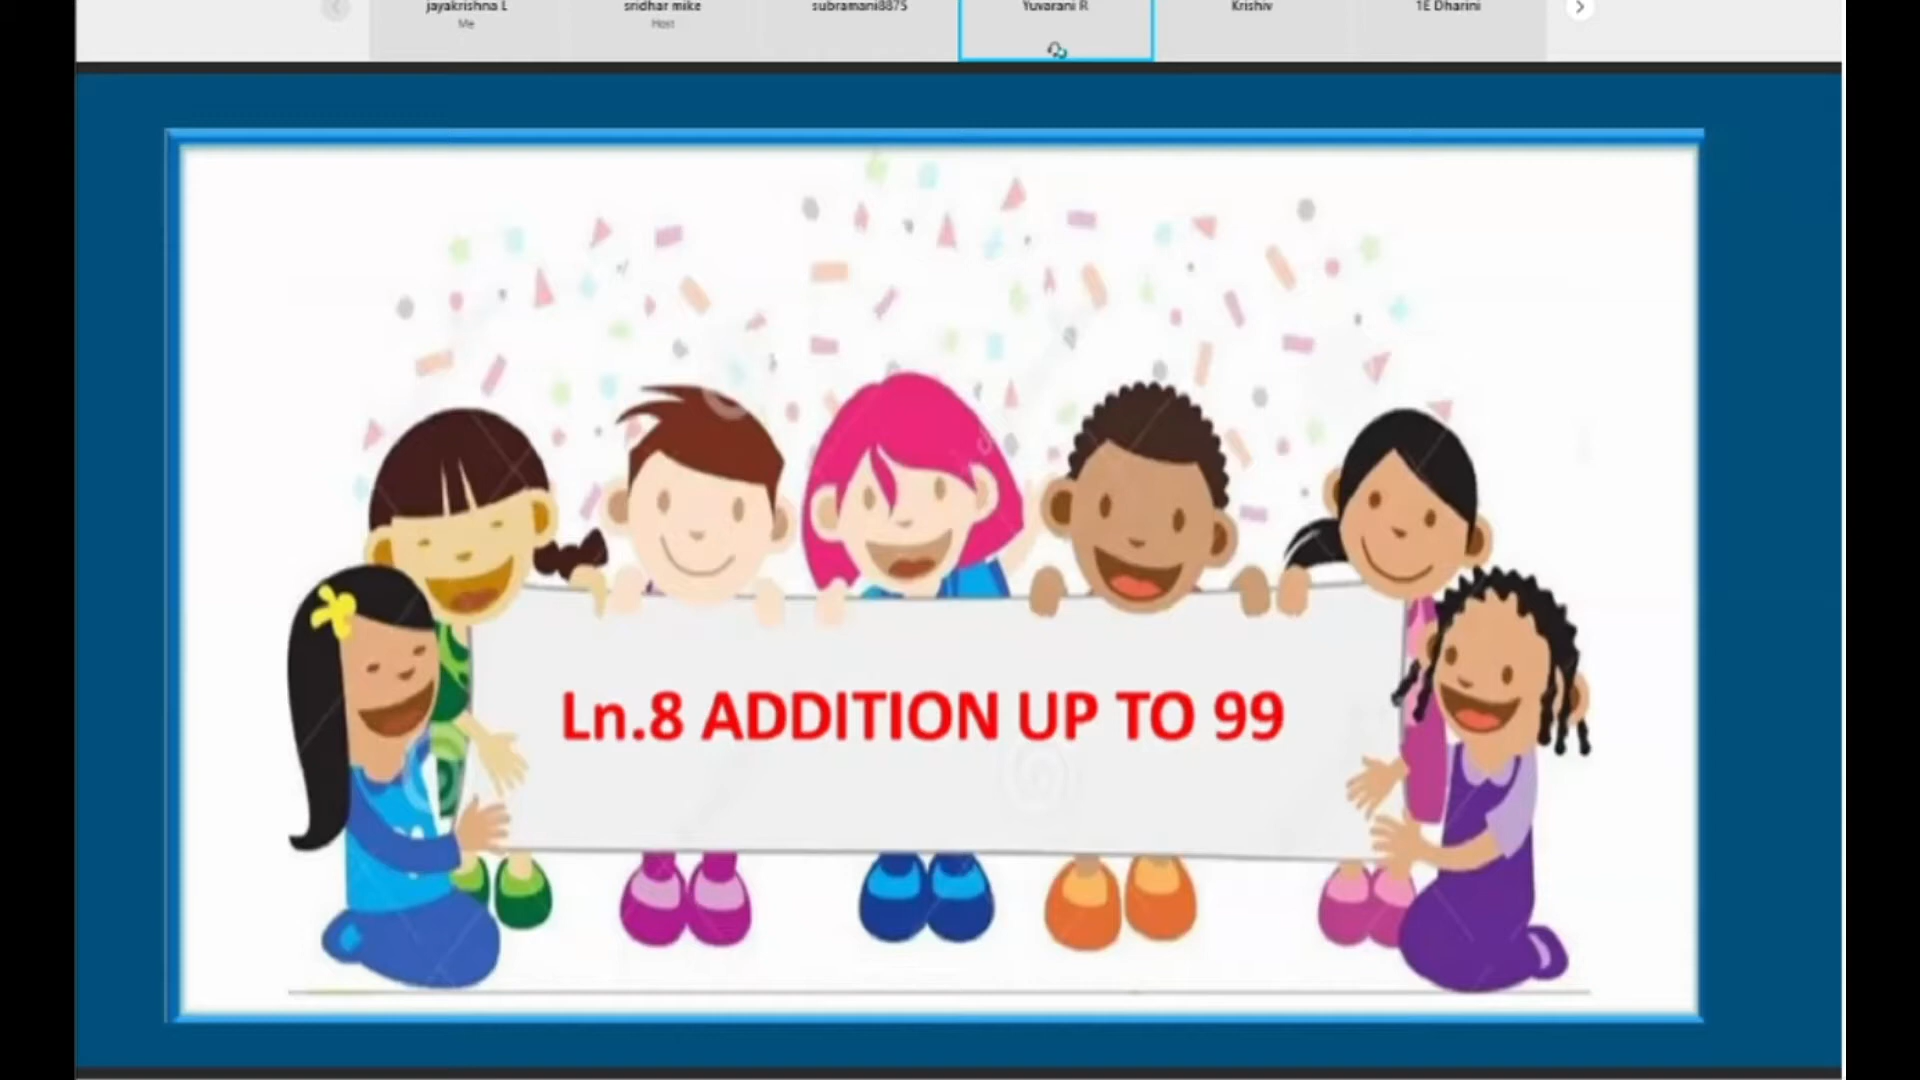 jayakrishna L
Me
sridhar mike
Host
subramani8875
Yuvarani R
Krishiv
1E Dharini
Ln.8 ADDITION UP TO 99